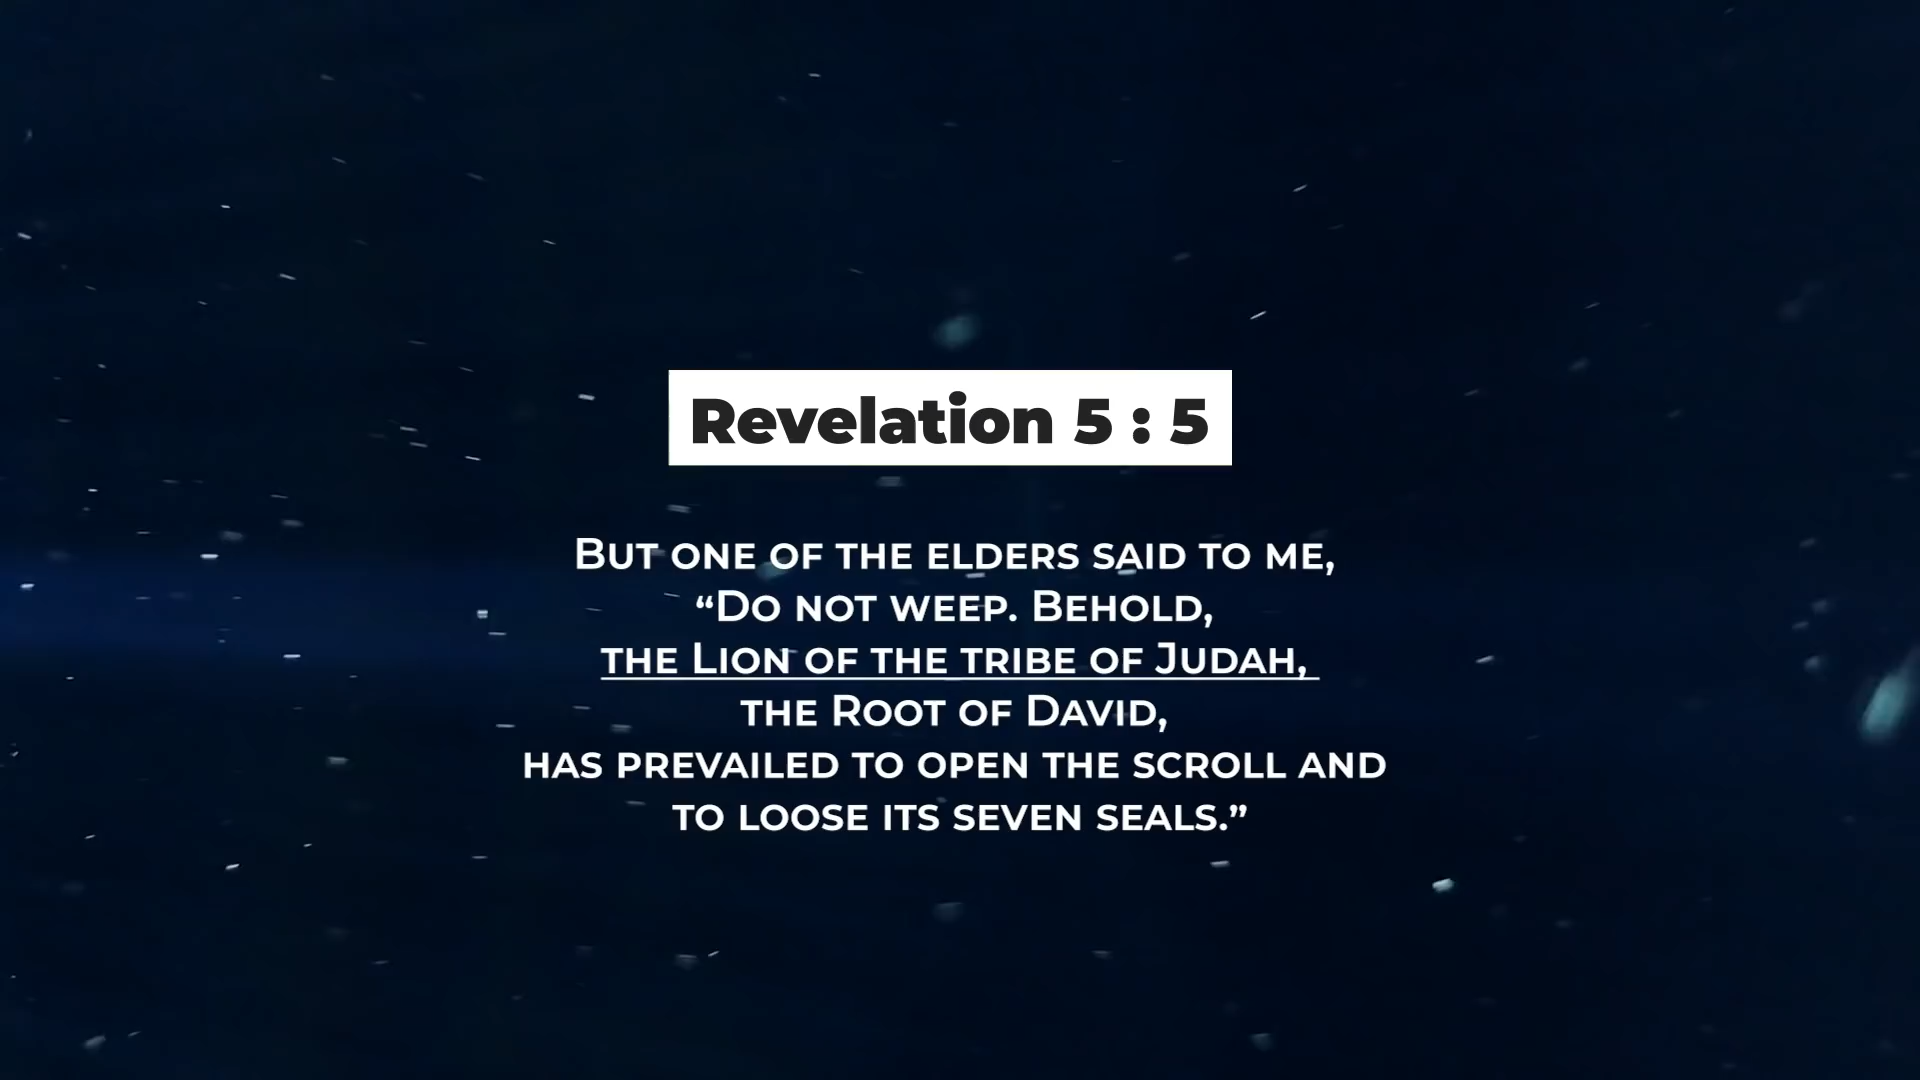 Revelation 5 : 5
But one of the elders said to me,
“Do not weep. Behold,
the Lion of the tribe of Judah,
the Root of David,
has prevailed to open the scroll and
to loose its seven seals.”